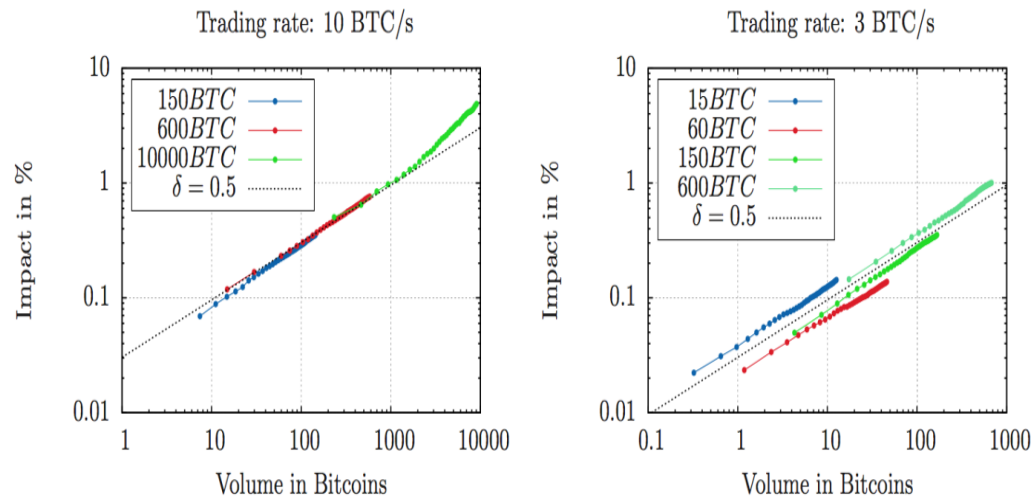 Trading rate: 10 BTC/s
10
1
0.1
0.01
Impact in %
150BTC
600BTC
10000BTC
δ = 0.5
1
10
100
1000
10000
Volume in Bitcoins
Trading rate: 3 BTC/s
10
1
0.1
0.01
Impact in %
15BTC
60BTC
150BTC
600BTC
δ = 0.5
0.1
1
10
100
1000
Volume in Bitcoins